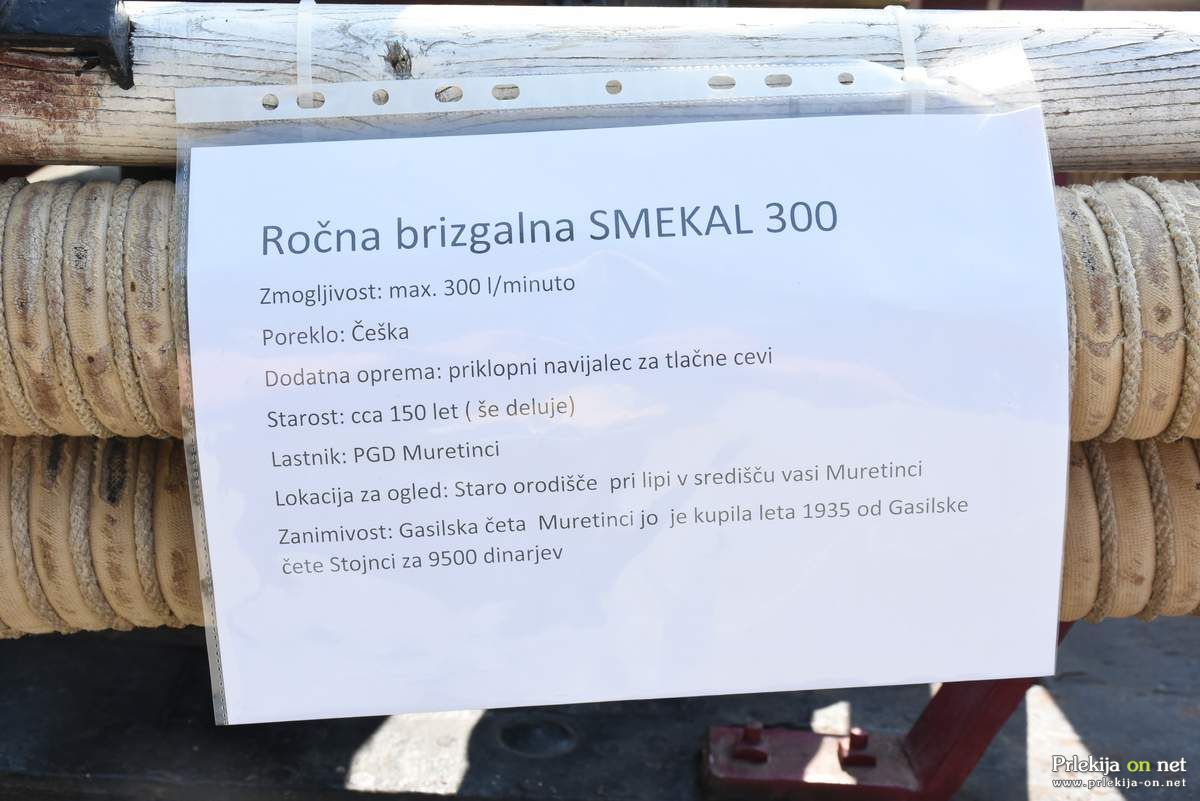 Ročna brizgalna SMEKAL 300
Zmogljivost: max. 300 l/minuto
Poreklo: Češka
Dodatna oprema: priklopni navijalec za tlačne cevi
Starost: cca 150 let ( še deluje)
Lastnik: PGD Muretinci
Lokacija za ogled: Staro orodišče  pri lipi v središču vasi Muretinci
Zanimivost: Gasilska četa  Muretinci jo  je kupila leta 1935 od Gasilske
čete Stojnci za 9500 dinarjev
Prlekija on net
www.prlekija-on.net